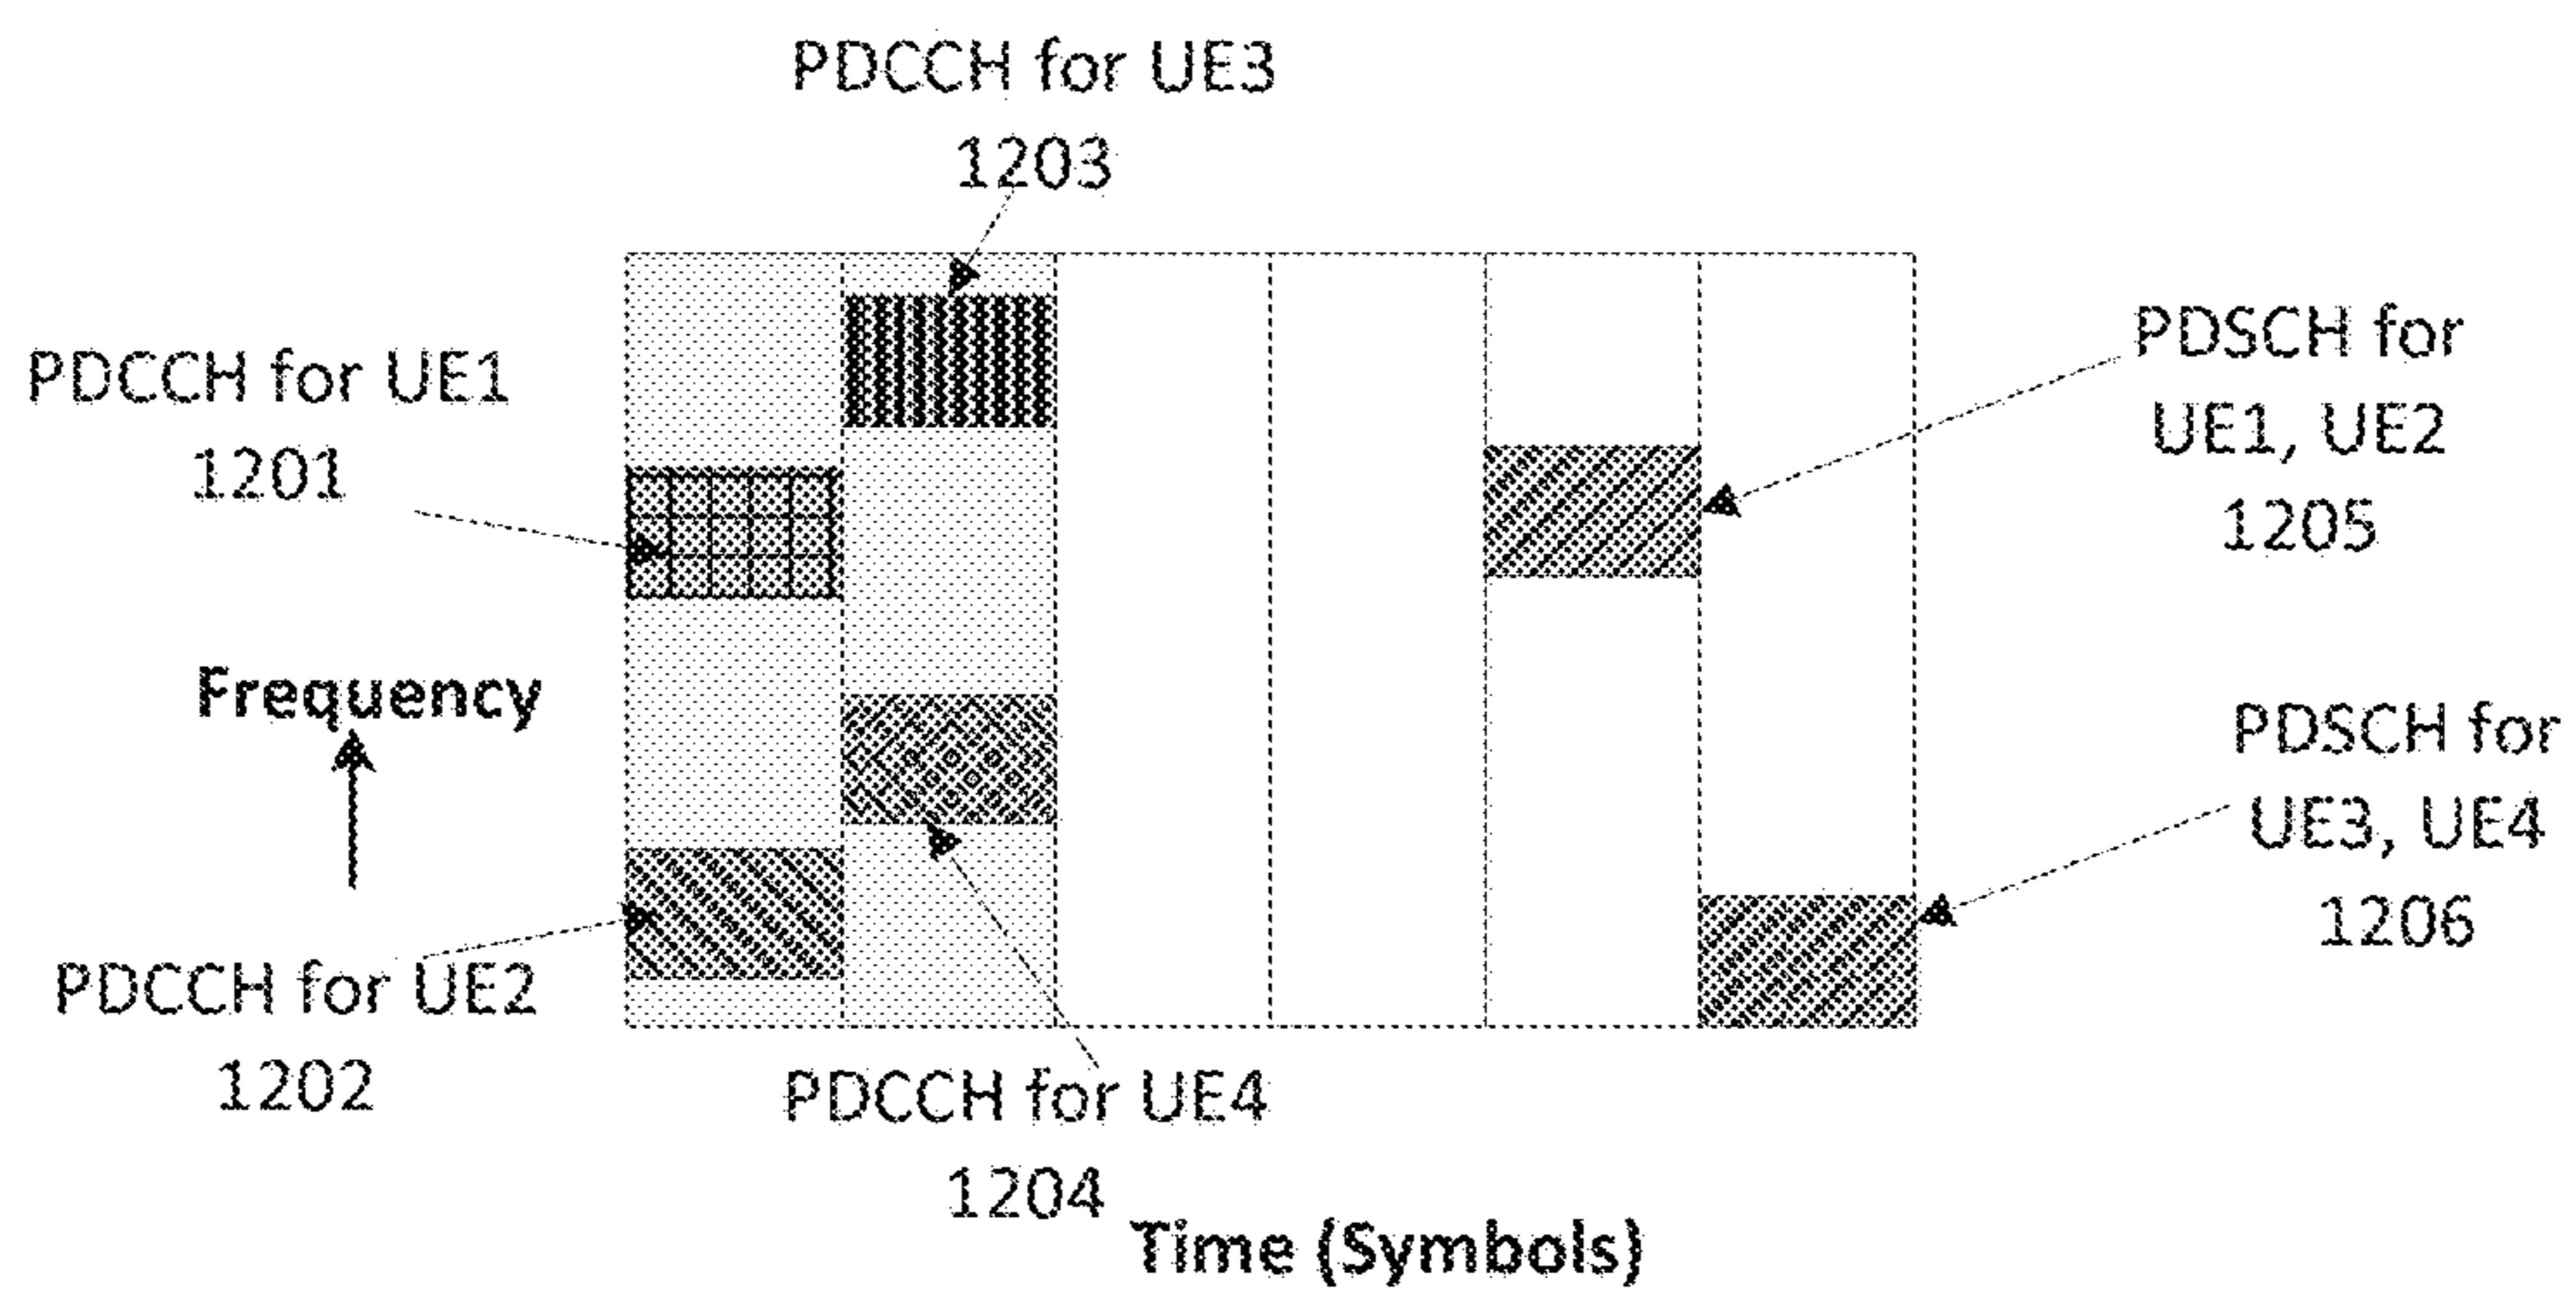 PDCCH for UE3
1203
PDCCH for UE1
1201
PDSCH for
UE1, UE2
1205
Frequency
PDSCH for
UE3, UE4
1206
PDCCH for UE2
1202
PDCCH for UE4
1204
Time (Symbols)